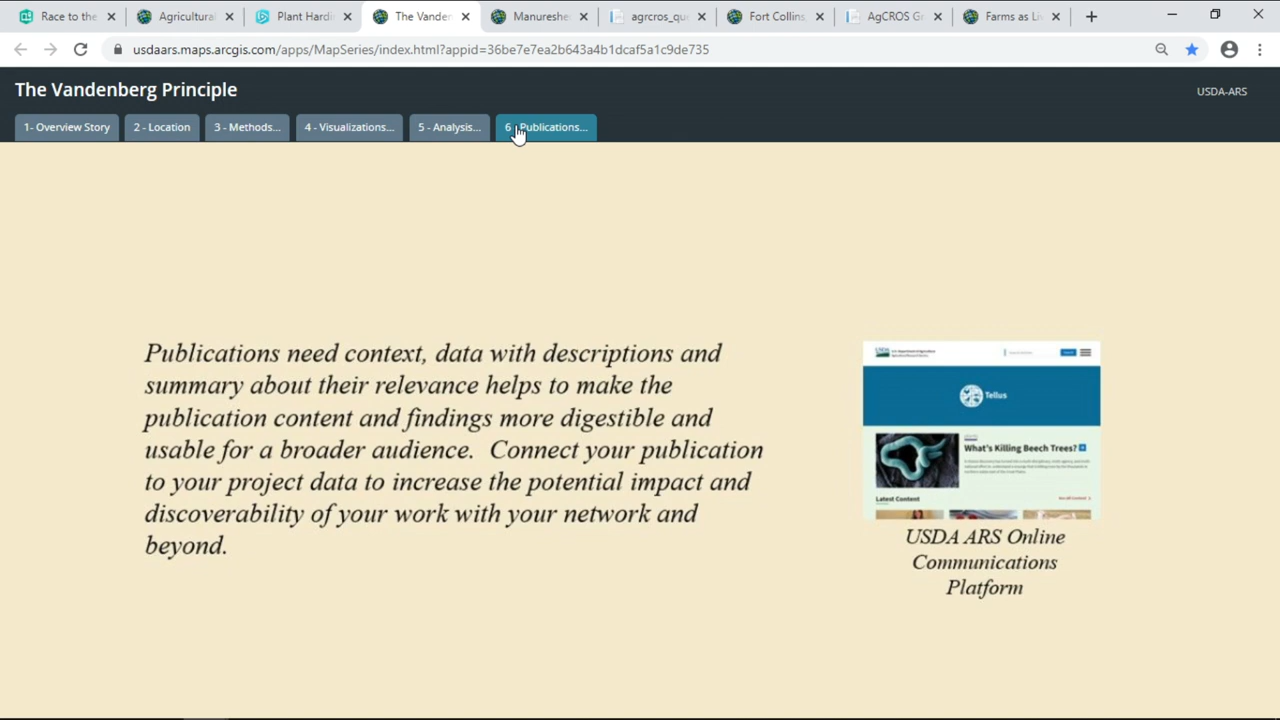 Race to the
Agricultural
Plant Hardi
The Vanden
Manureshe
agrcros_qu
Fort Collins,
AgCROS Gr
Farms as Li
usdaars.maps.arcgis.com/apps/MapSeries/index.html?appid=36be7e7ea2b643a4b1dcaf5a1c9de735
The Vandenberg Principle
USDA-ARS
1- Overview Story
2 - Location
3 - Methods...
4 - Visualizations...
5 - Analysis...
6 Publications...
Publications need context, data with descriptions and
summary about their relevance helps to make the
publication content and findings more digestible and
usable for a broader audience. Connect your publication
to your project data to increase the potential impact and
discoverability of your work with your network and
beyond.
USDA
Tellus
What's Killing Beech Trees?
Latest Content
USDA ARS Online
Communications
Platform